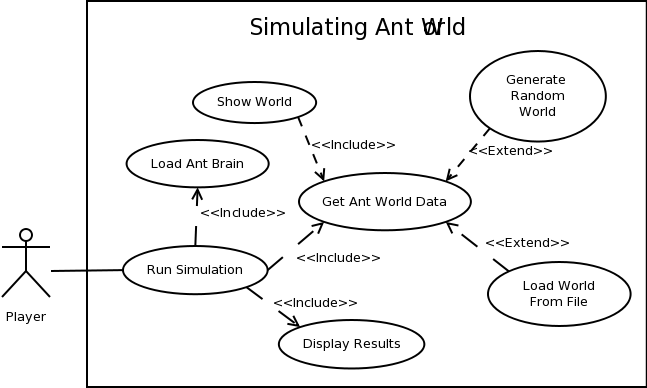 Simulating Ant World
Generate
Random
World
Show World
<<Include>>
<<Extend>>
Load Ant Brain
Get Ant World Data
<<Include>>
<<Extend>>
<<Include>>
Run Simulation
Load World
From File
<<Include>>
Player
Display Results